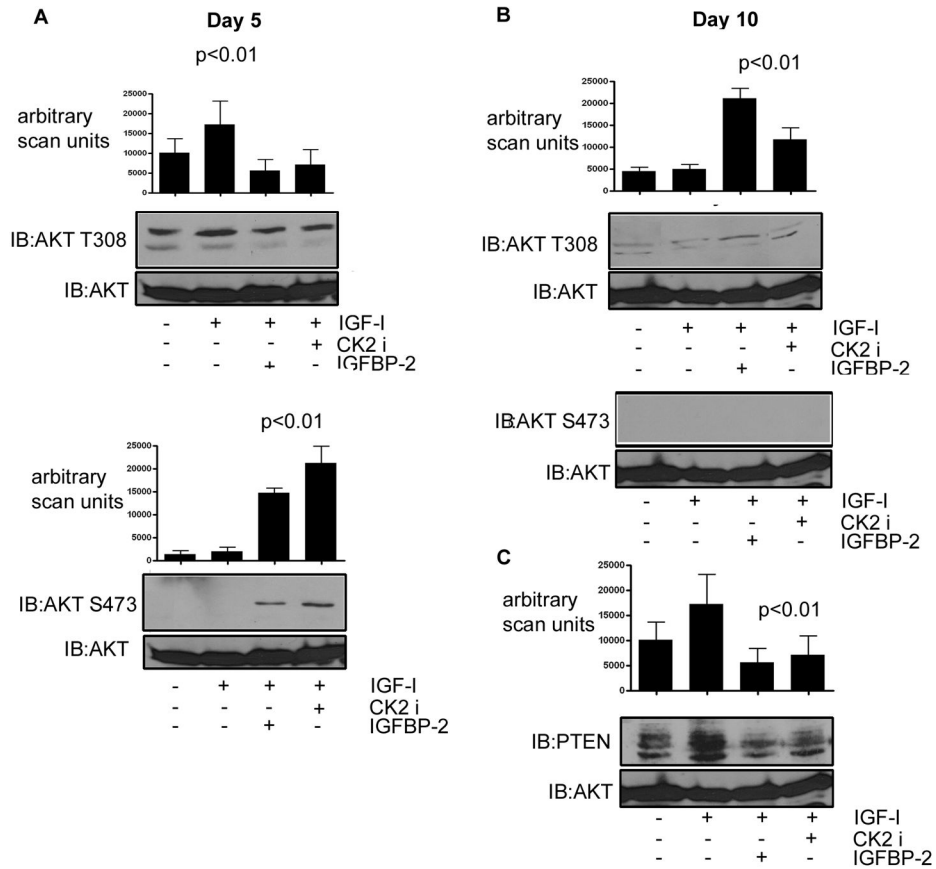 A
Day 5
p<0.01
arbitrary
scan units
25000
20000
15000
10000
5000
0
IB:AKT T308
IB:AKT
- + + + IGF-I
- - - + CK2 i
- - + - IGFBP-2
p<0.01
arbitrary
scan units
25000
20000
15000
10000
5000
0
IB:AKT S473
IB:AKT
- + + + IGF-I
- - - + CK2 i
- - + - IGFBP-2
B
Day 10
p<0.01
arbitrary
scan units
25000
20000
15000
10000
5000
0
IB:AKT T308
IB:AKT
- + + + IGF-I
- - - + CK2 i
- - + - IGFBP-2
IB:AKT S473
IB:AKT
- + + + IGF-I
- - - + CK2 i
- - + - IGFBP-2
C
arbitrary
scan units
25000
20000
15000
10000
5000
0
p<0.01
IB:PTEN
IB:AKT
- + + + IGF-I
- - - + CK2 i
- - + - IGFBP-2